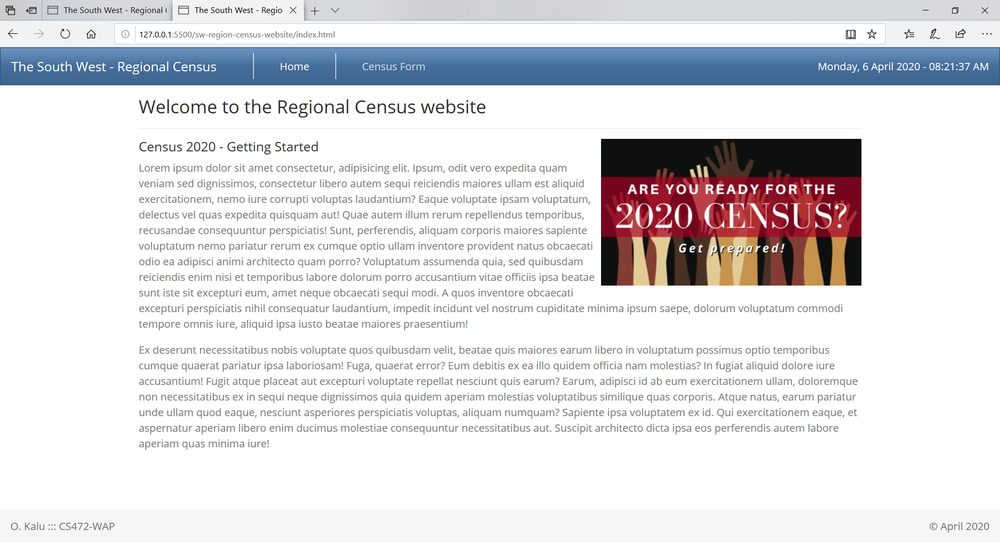 The South West - Regional
The South West - Regio
127.0.0.1:5500/sw-region-census-website/index.html
The South West - Regional Census
Home
Census Form
Monday, 6 April 2020 - 08:21:37 AM
Welcome to the Regional Census website
Census 2020 - Getting Started
Lorem ipsum dolor sit amet consectetur, adipisicing elit. Ipsum, odit vero expedita quam
veniam sed dignissimos, consectetur libero autem sequi reiciendis maiores ullam est aliquid
exercitationem, nemo iure corrupti voluptas laudantium? Eaque voluptate ipsam voluptatum,
delectus vel quas expedita quisquam aut! Quae autem illum rerum repellendus temporibus,
recusandae consequuntur perspiciatis! Sunt, perferendis, aliquam corporis maiores sapiente
voluptatum nemo pariatur rerum ex cumque optio ullam inventore provident natus obcaecati
odio ea adipisci animi architecto quam porro? Voluptatum assumenda quia, sed quibusdam
reiciendis enim nisi et temporibus labore dolorum porro accusantium vitae officiis ipsa beatae
sunt iste sit excepturi eum, amet neque obcaecati sequi modi. A quos inventore obcaecati
excepturi perspiciatis nihil consequatur laudantium, impedit incidunt vel nostrum cupiditate minima ipsum saepe, dolorum voluptatum commodi
tempore omnis iure, aliquid ipsa iusto beatae maiores praesentium!
ARE YOU READY FOR THE
2020 CENSUS?
Get prepared!
Ex deserunt necessitatibus nobis voluptate quos quibusdam velit, beatae quis maiores earum libero in voluptatum possimus optio temporibus
cumque quaerat pariatur ipsa laboriosam! Fuga, quaerat error? Eum debitis ex ea illo quidem officia nam molestias? In fugiat aliquid dolore iure
accusantium! Fugit atque placeat aut excepturi voluptate repellat nesciunt quis earum? Earum, adipisci id ab eum exercitationem ullam, doloremque
non necessitatibus ex in sequi neque dignissimos quia quidem aperiam molestias voluptatibus similique quas corporis. Atque natus, earum pariatur
unde ullam quod eaque, nesciunt asperiores perspiciatis voluptas, aliquam numquam? Sapiente ipsa voluptatem ex id. Qui exercitationem eaque, et
aspernatur aperiam libero enim ducimus molestiae consequuntur necessitatibus aut. Suscipit architecto dicta ipsa eos perferendis autem labore
aperiam quas minima iure!
O. Kalu ::: CS472-WAP
© April 2020